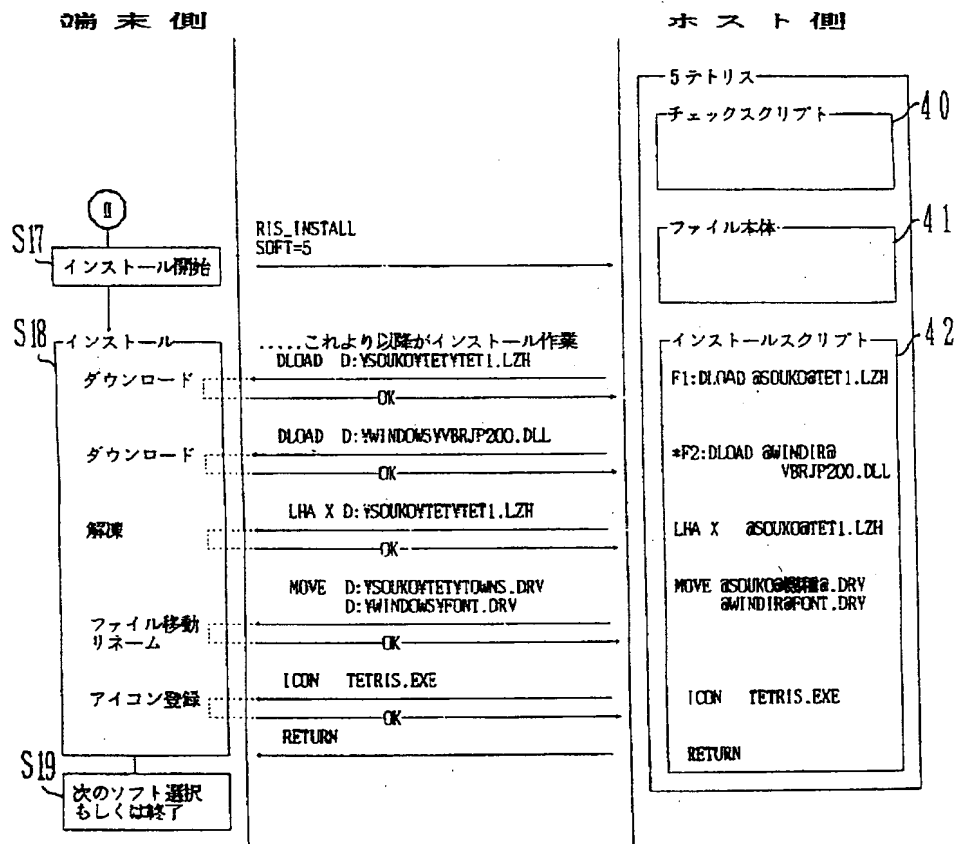 端末側
ホスト側
5テトリス
チェックスクリプト
40
ファイル本体
41
II
S17
インストール開始
RIS_INSTALL
SOFT=5
S18
インストール
.....これより以降がインストール作業
インストールスクリプト
42
ダウンロード
DLOAD D:¥SOUKO¥TET¥TET1.LZH
OK
F1:DLOAD @SOUKO@TET1.LZH
ダウンロード
DLOAD D:¥WINDOWS¥VBRJP200.DLL
OK
*F2:DLOAD @WINDIR@
VBRJP200.DLL
解凍
LHA X D:¥SOUKO¥TET¥TET1.LZH
OK
LHA X @SOUKO@TET1.LZH
ファイル移動
リネーム
MOVE D:¥SOUKO¥TET¥TOWNS.DRV
D:¥WINDOWS¥FONT.DRV
OK
MOVE @SOUKO@機種@.DRV
@WINDIR@FONT.DRV
アイコン登録
ICON TETRIS.EXE
OK
ICON TETRIS.EXE
RETURN
RETURN
S19
次のソフト選択
もしくは終了